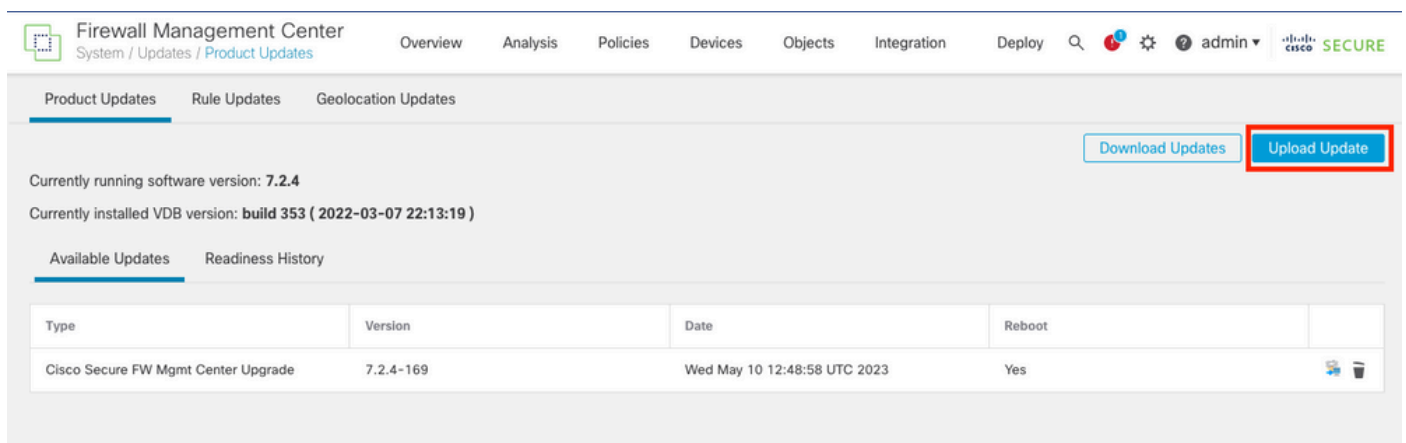 Firewall Management Center
System / Updates / Product Updates
Overview Analysis Policies Devices Objects Integration Deploy 1 admin cisco SECURE
Product Updates Rule Updates Geolocation Updates
Download Updates Upload Update
Currently running software version: 7.2.4
Currently installed VDB version: build 353 ( 2022-03-07 22:13:19 )
Available Updates Readiness History
Type Version Date Reboot
Cisco Secure FW Mgmt Center Upgrade 7.2.4-169 Wed May 10 12:48:58 UTC 2023 Yes